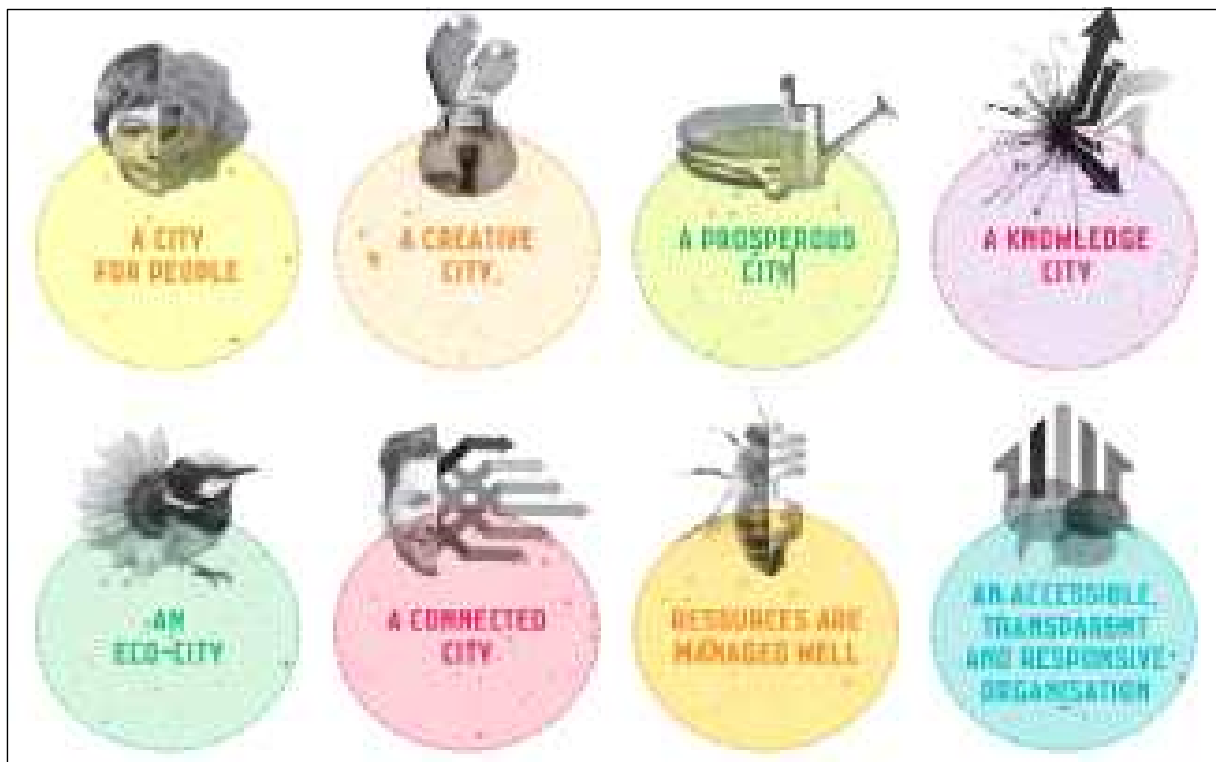 A CITY
FOR PEOPLE
A CREATIVE
CITY
A PROSPEROUS
CITY
A KNOWLEDGE
CITY
AN
ECO-CITY
A CONNECTED
CITY
RESOURCES ARE
MANAGED WELL
AN ACCESSIBLE,
TRANSPARENT
AND RESPONSIVE
ORGANISATION